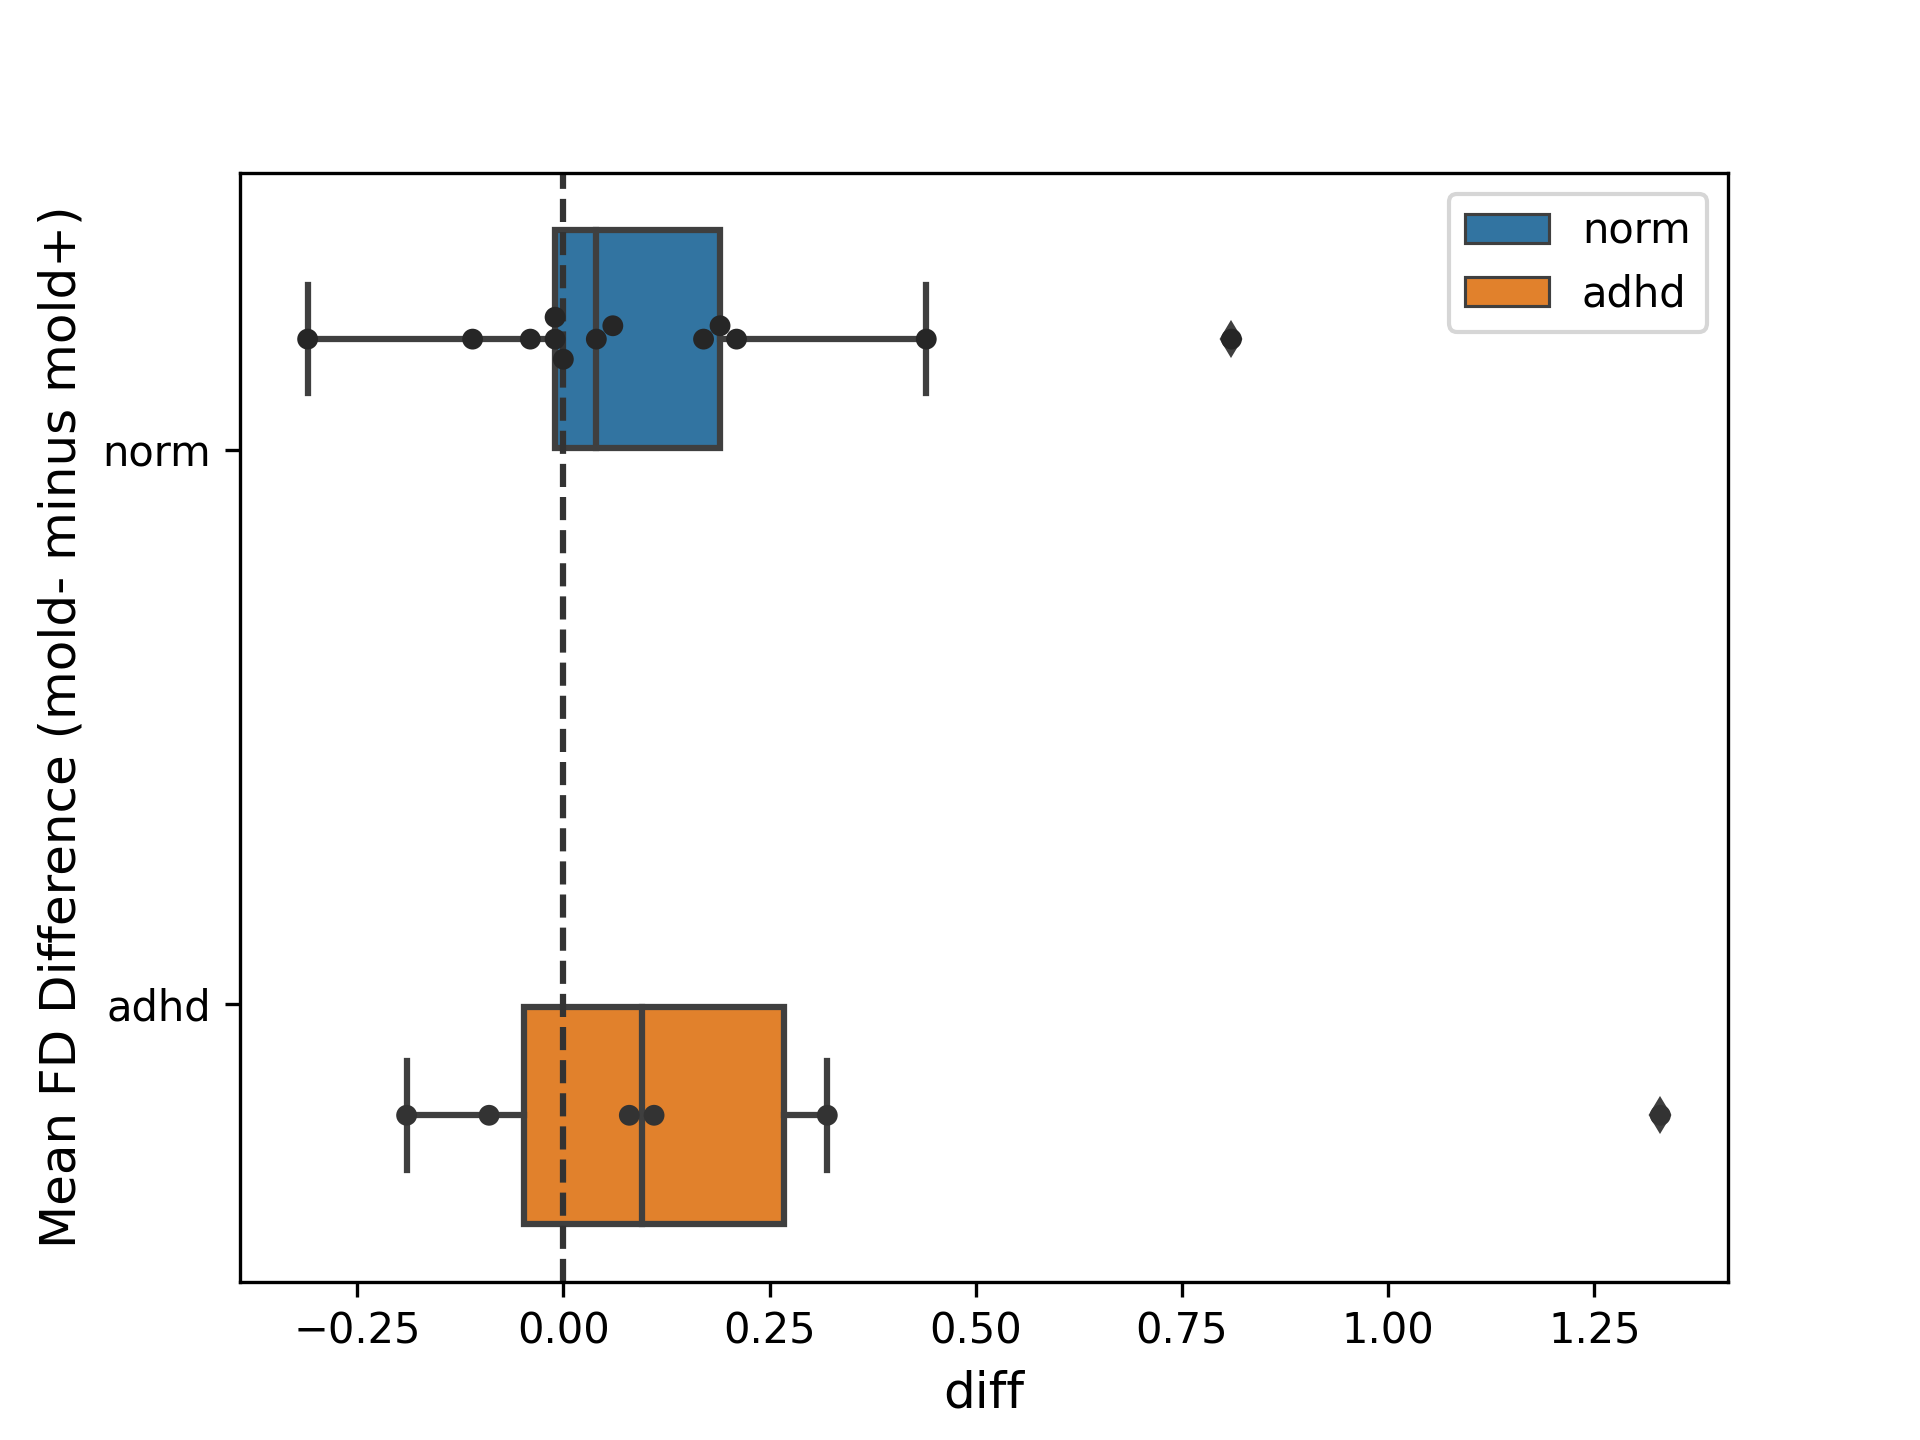 norm
adhd
Mean FD Difference (mold- minus mold+)
norm
adhd
−0.25 0.00 0.25 0.50 0.75 1.00 1.25
diff